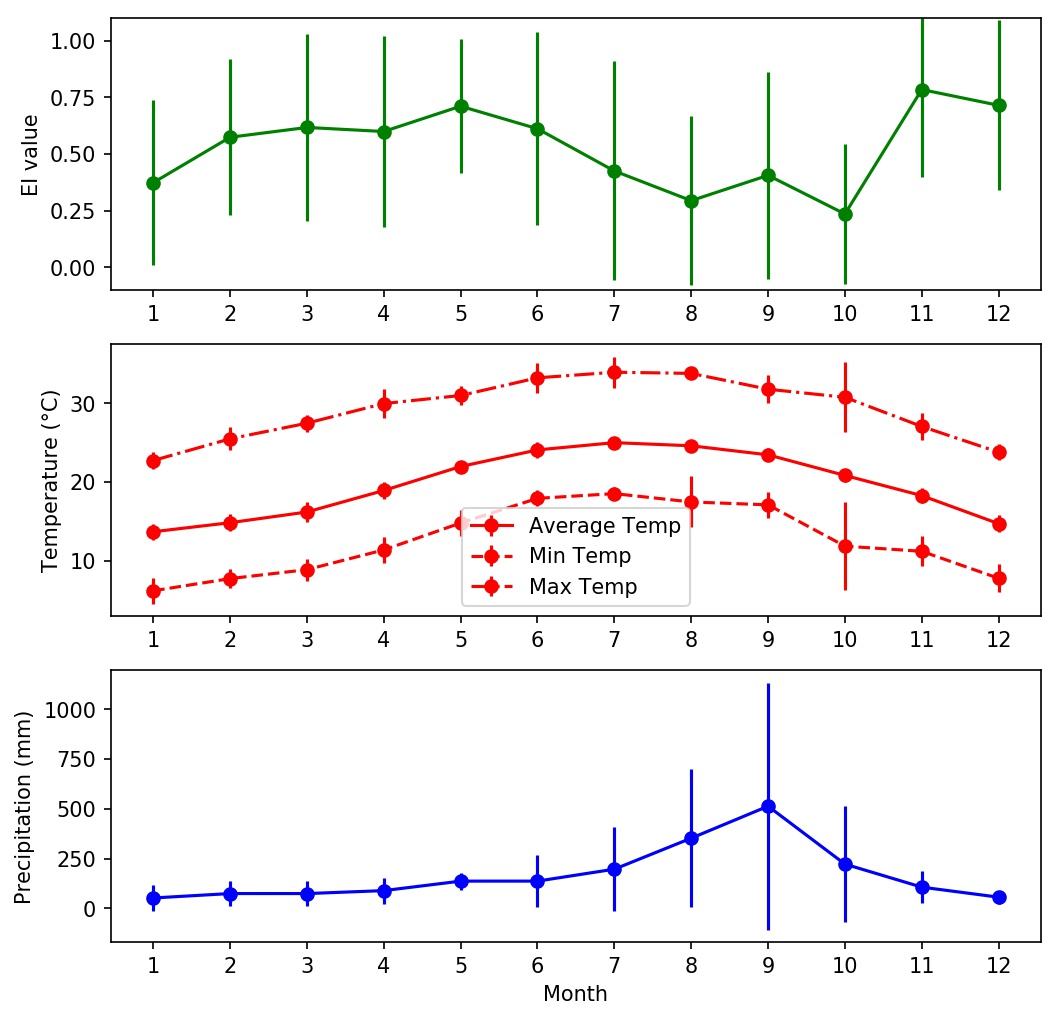 EI value
1.00
0.75
0.50
0.25
0.00
1 2 3 4 5 6 7 8 9 10 11 12
Temperature (°C)
30
20
10
Average Temp
Min Temp
Max Temp
1 2 3 4 5 6 7 8 9 10 11 12
Precipitation (mm)
1000
750
500
250
0
1 2 3 4 5 6 7 8 9 10 11 12
Month